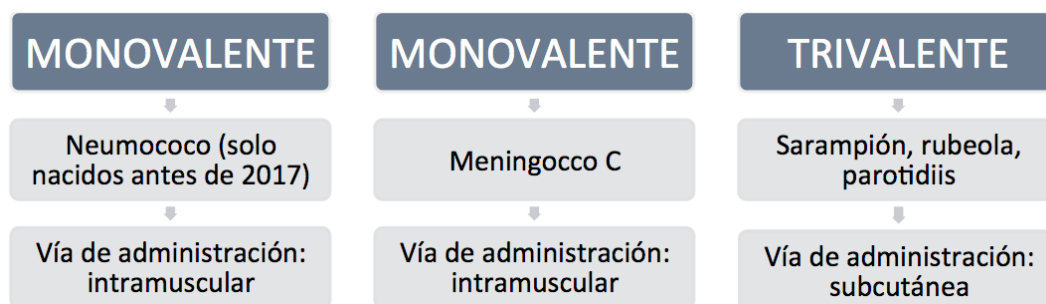 MONOVALENTE
Neumococo (solo
nacidos antes de 2017)
Vía de administración:
intramuscular
MONOVALENTE
Meningocco C
Vía de administración:
intramuscular
TRIVALENTE
Sarampión, rubeola,
parotidiis
Vía de administración:
subcutánea